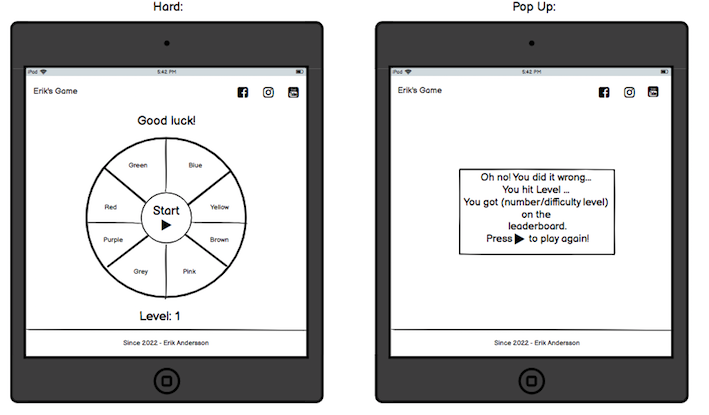 Hard:
iPad 5:42 PM
Erik's Game
Good luck!
Green Blue
Red Yellow
Start
Purple Brown
Grey Pink
Level: 1
Since 2022 - Erik Andersson
Pop Up:
iPad 5:42 PM
Erik's Game
Oh no! You did it wrong...
You hit Level ...
You got (number/difficulty level)
on the
leaderboard.
Press to play again!
Since 2022 - Erik Andersson